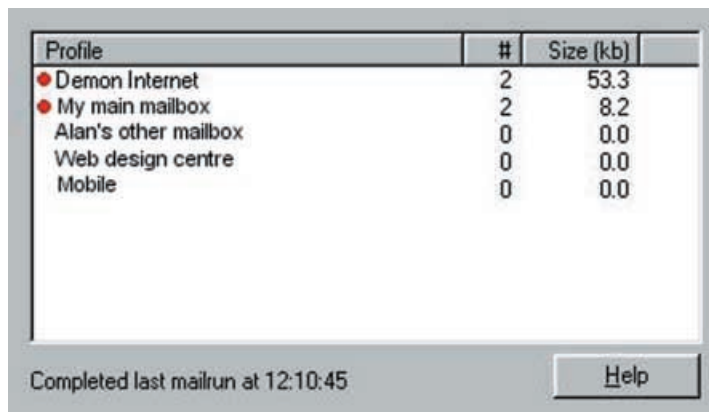 Profile # Size (kb)
Demon Internet 2 53.3
My main mailbox 2 8.2
Alan's other mailbox 0 0.0
Web design centre 0 0.0
Mobile 0 0.0
Completed last mailrun at 12:10:45
Help